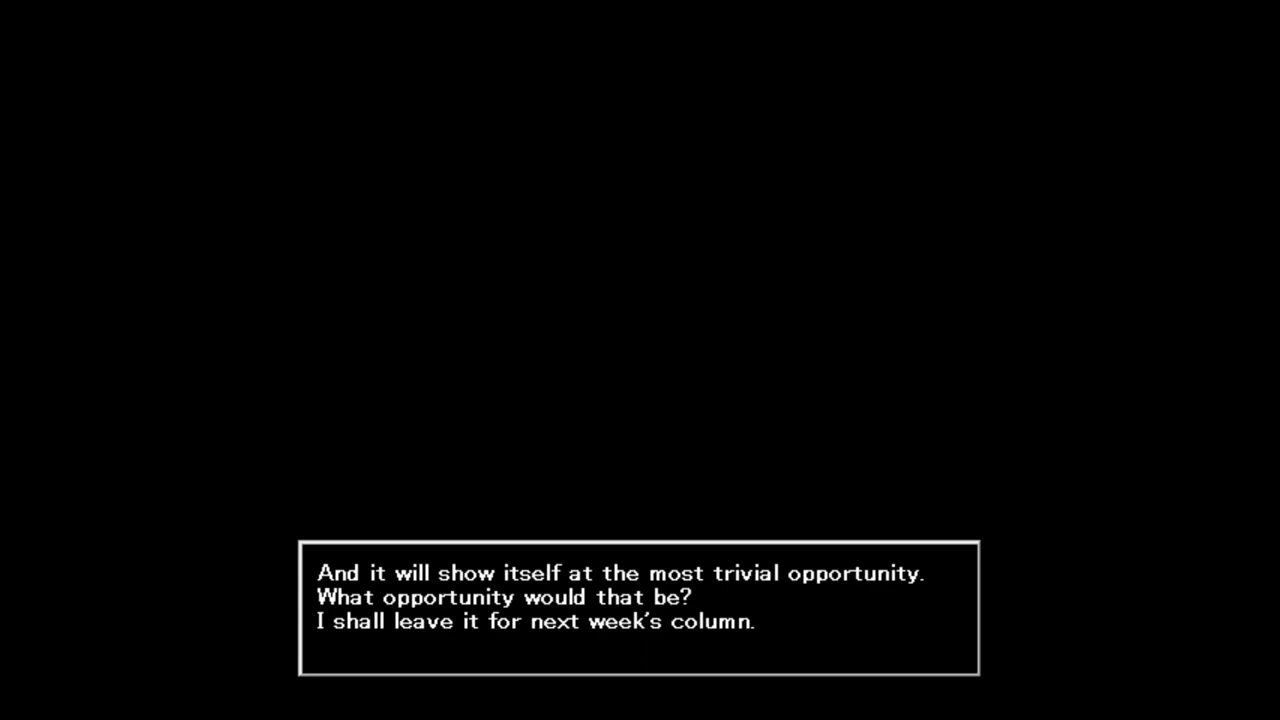 And it will show itself at the most trivial opportunity.
What opportunity would that be?
I shall leave it for next week's column.